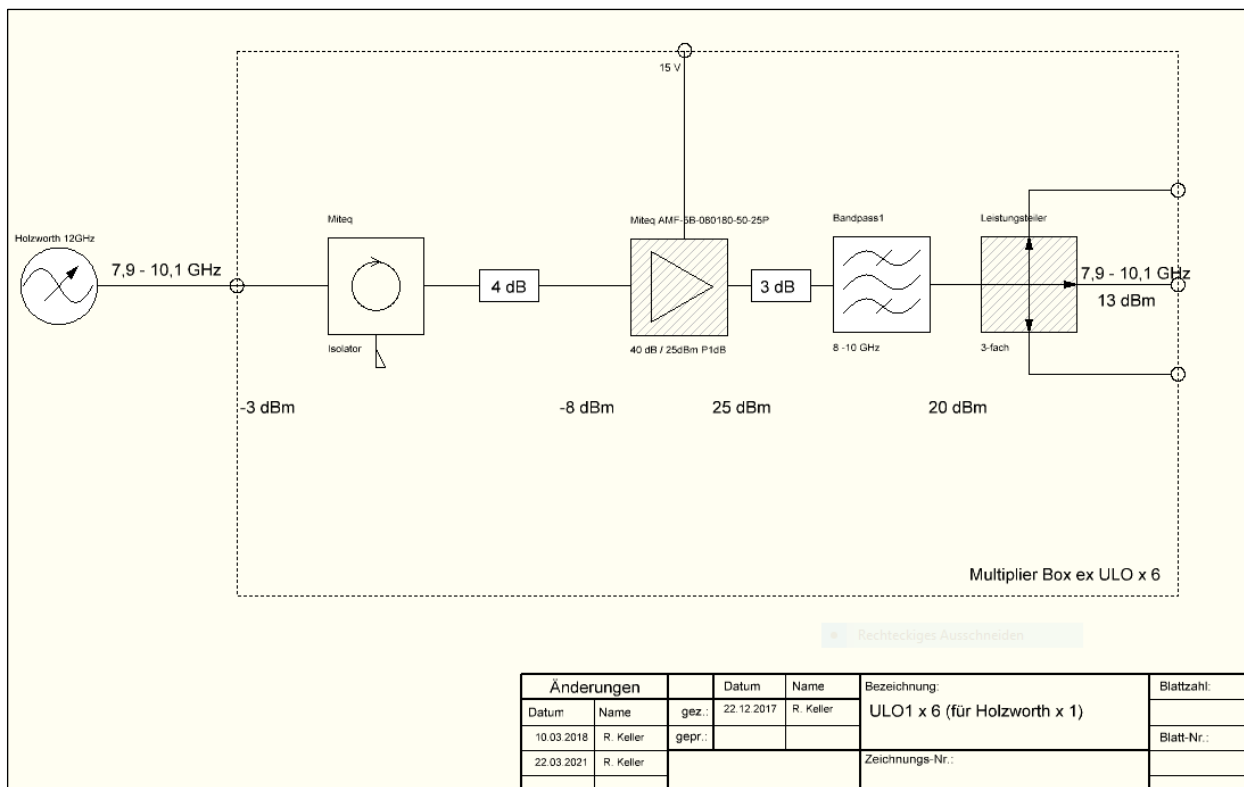 15 V
Miteq
Miteq AMF-6B-080180-50-25P
Bandpass1
Leistungsteiler
Holzworth 12GHz
7,9 - 10,1 GHz
4 dB
3 dB
7,9 - 10,1 GHz
13 dBm
Isolator
40 dB / 25dBm P1dB
8 -10 GHz
3-fach
-3 dBm
-8 dBm
25 dBm
20 dBm
Multiplier Box ex ULO x 6
Rechteckiges Ausschneiden
Änderungen
Datum
Name
Bezeichnung:
Blattzahl:
Datum
Name
gez.:
22.12.2017
R. Keller
ULO1 x 6 (für Holzworth x 1)
10.03.2018
R. Keller
gepr.:
Blatt-Nr.:
22.03.2021
R. Keller
Zeichnungs-Nr.: